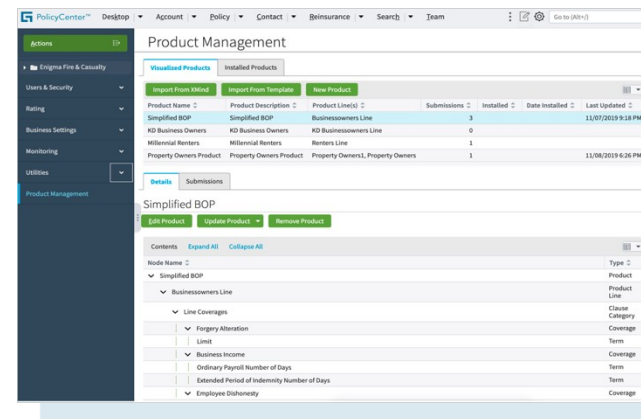 PolicyCenter™ Desktop Account Policy Contact Reinsurance Search Team Go to (Alt+/)
Actions
Enigma Fire & Casualty
Users & Security
Rating
Business Settings
Monitoring
Utilities
Product Management
Product Management
Visualized Products Installed Products
Import From XMind Import From Template New Product
Product Name Product Description Product Line(s) Submissions Installed Date Installed Last Updated
Simplified BOP Simplified BOP Businessowners Line 3 11/07/2019 9:18 PM
KD Business Owners KD Business Owners KD Businessowners Line 0
Millennial Renters Millennial Renters Renters Line 1
Property Owners Product Property Owners Product Property Owners1, Property Owners 1 11/08/2019 6:26 PM
Details Submissions
Simplified BOP
Edit Product Update Product Remove Product
Contents Expand All Collapse All
Node Name Type
Simplified BOP Product
Businessowners Line Product Line
Line Coverages Clause Category
Forgery Alteration Coverage
Limit Term
Business Income Coverage
Ordinary Payroll Number of Days Term
Extended Period of Indemnity Number of Days Term
Employee Dishonesty Coverage